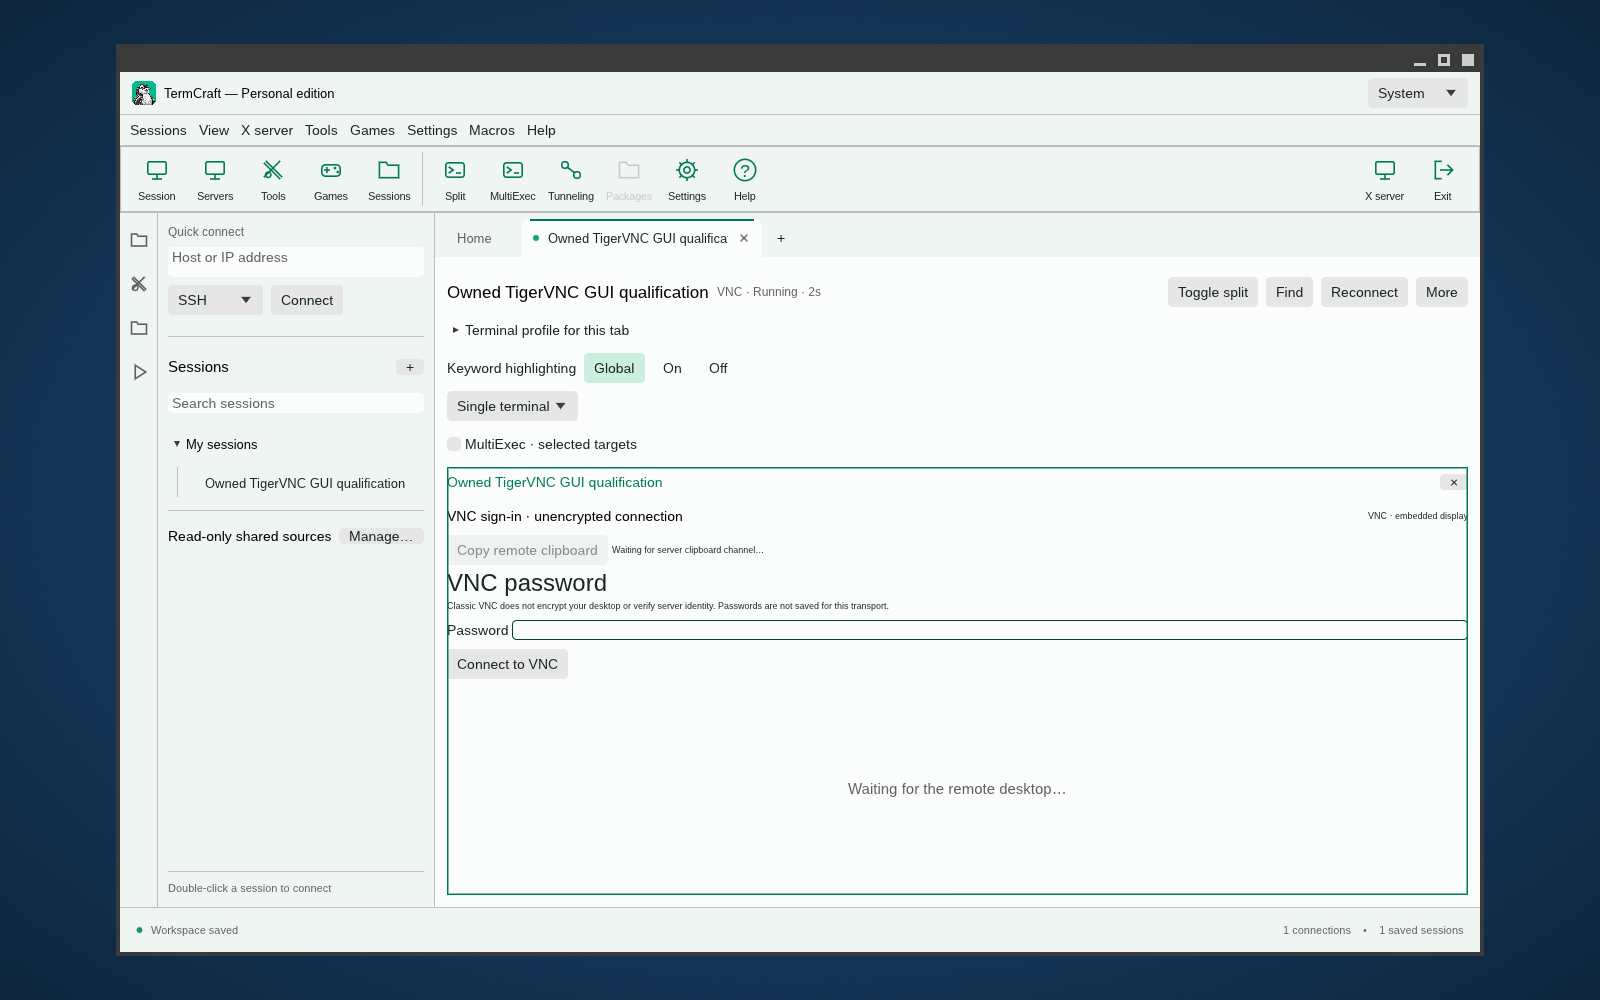 TermCraft — Personal edition
System
Sessions View X server Tools Games Settings Macros Help
Session Servers Tools Games Sessions Split MultiExec Tunneling Packages Settings Help X server Exit
Quick connect
Host or IP address
SSH Connect
Sessions +
Search sessions
My sessions
Owned TigerVNC GUI qualification
Read-only shared sources Manage…
Double-click a session to connect
Home Owned TigerVNC GUI qualifica ✕ +
Owned TigerVNC GUI qualification VNC · Running · 2s Toggle split Find Reconnect More
Terminal profile for this tab
Keyword highlighting Global On Off
Single terminal
MultiExec · selected targets
Owned TigerVNC GUI qualification ✕
VNC sign-in · unencrypted connection VNC · embedded display
Copy remote clipboard Waiting for server clipboard channel…
VNC password
Classic VNC does not encrypt your desktop or verify server identity. Passwords are not saved for this transport.
Password
Connect to VNC
Waiting for the remote desktop…
Workspace saved 1 connections • 1 saved sessions